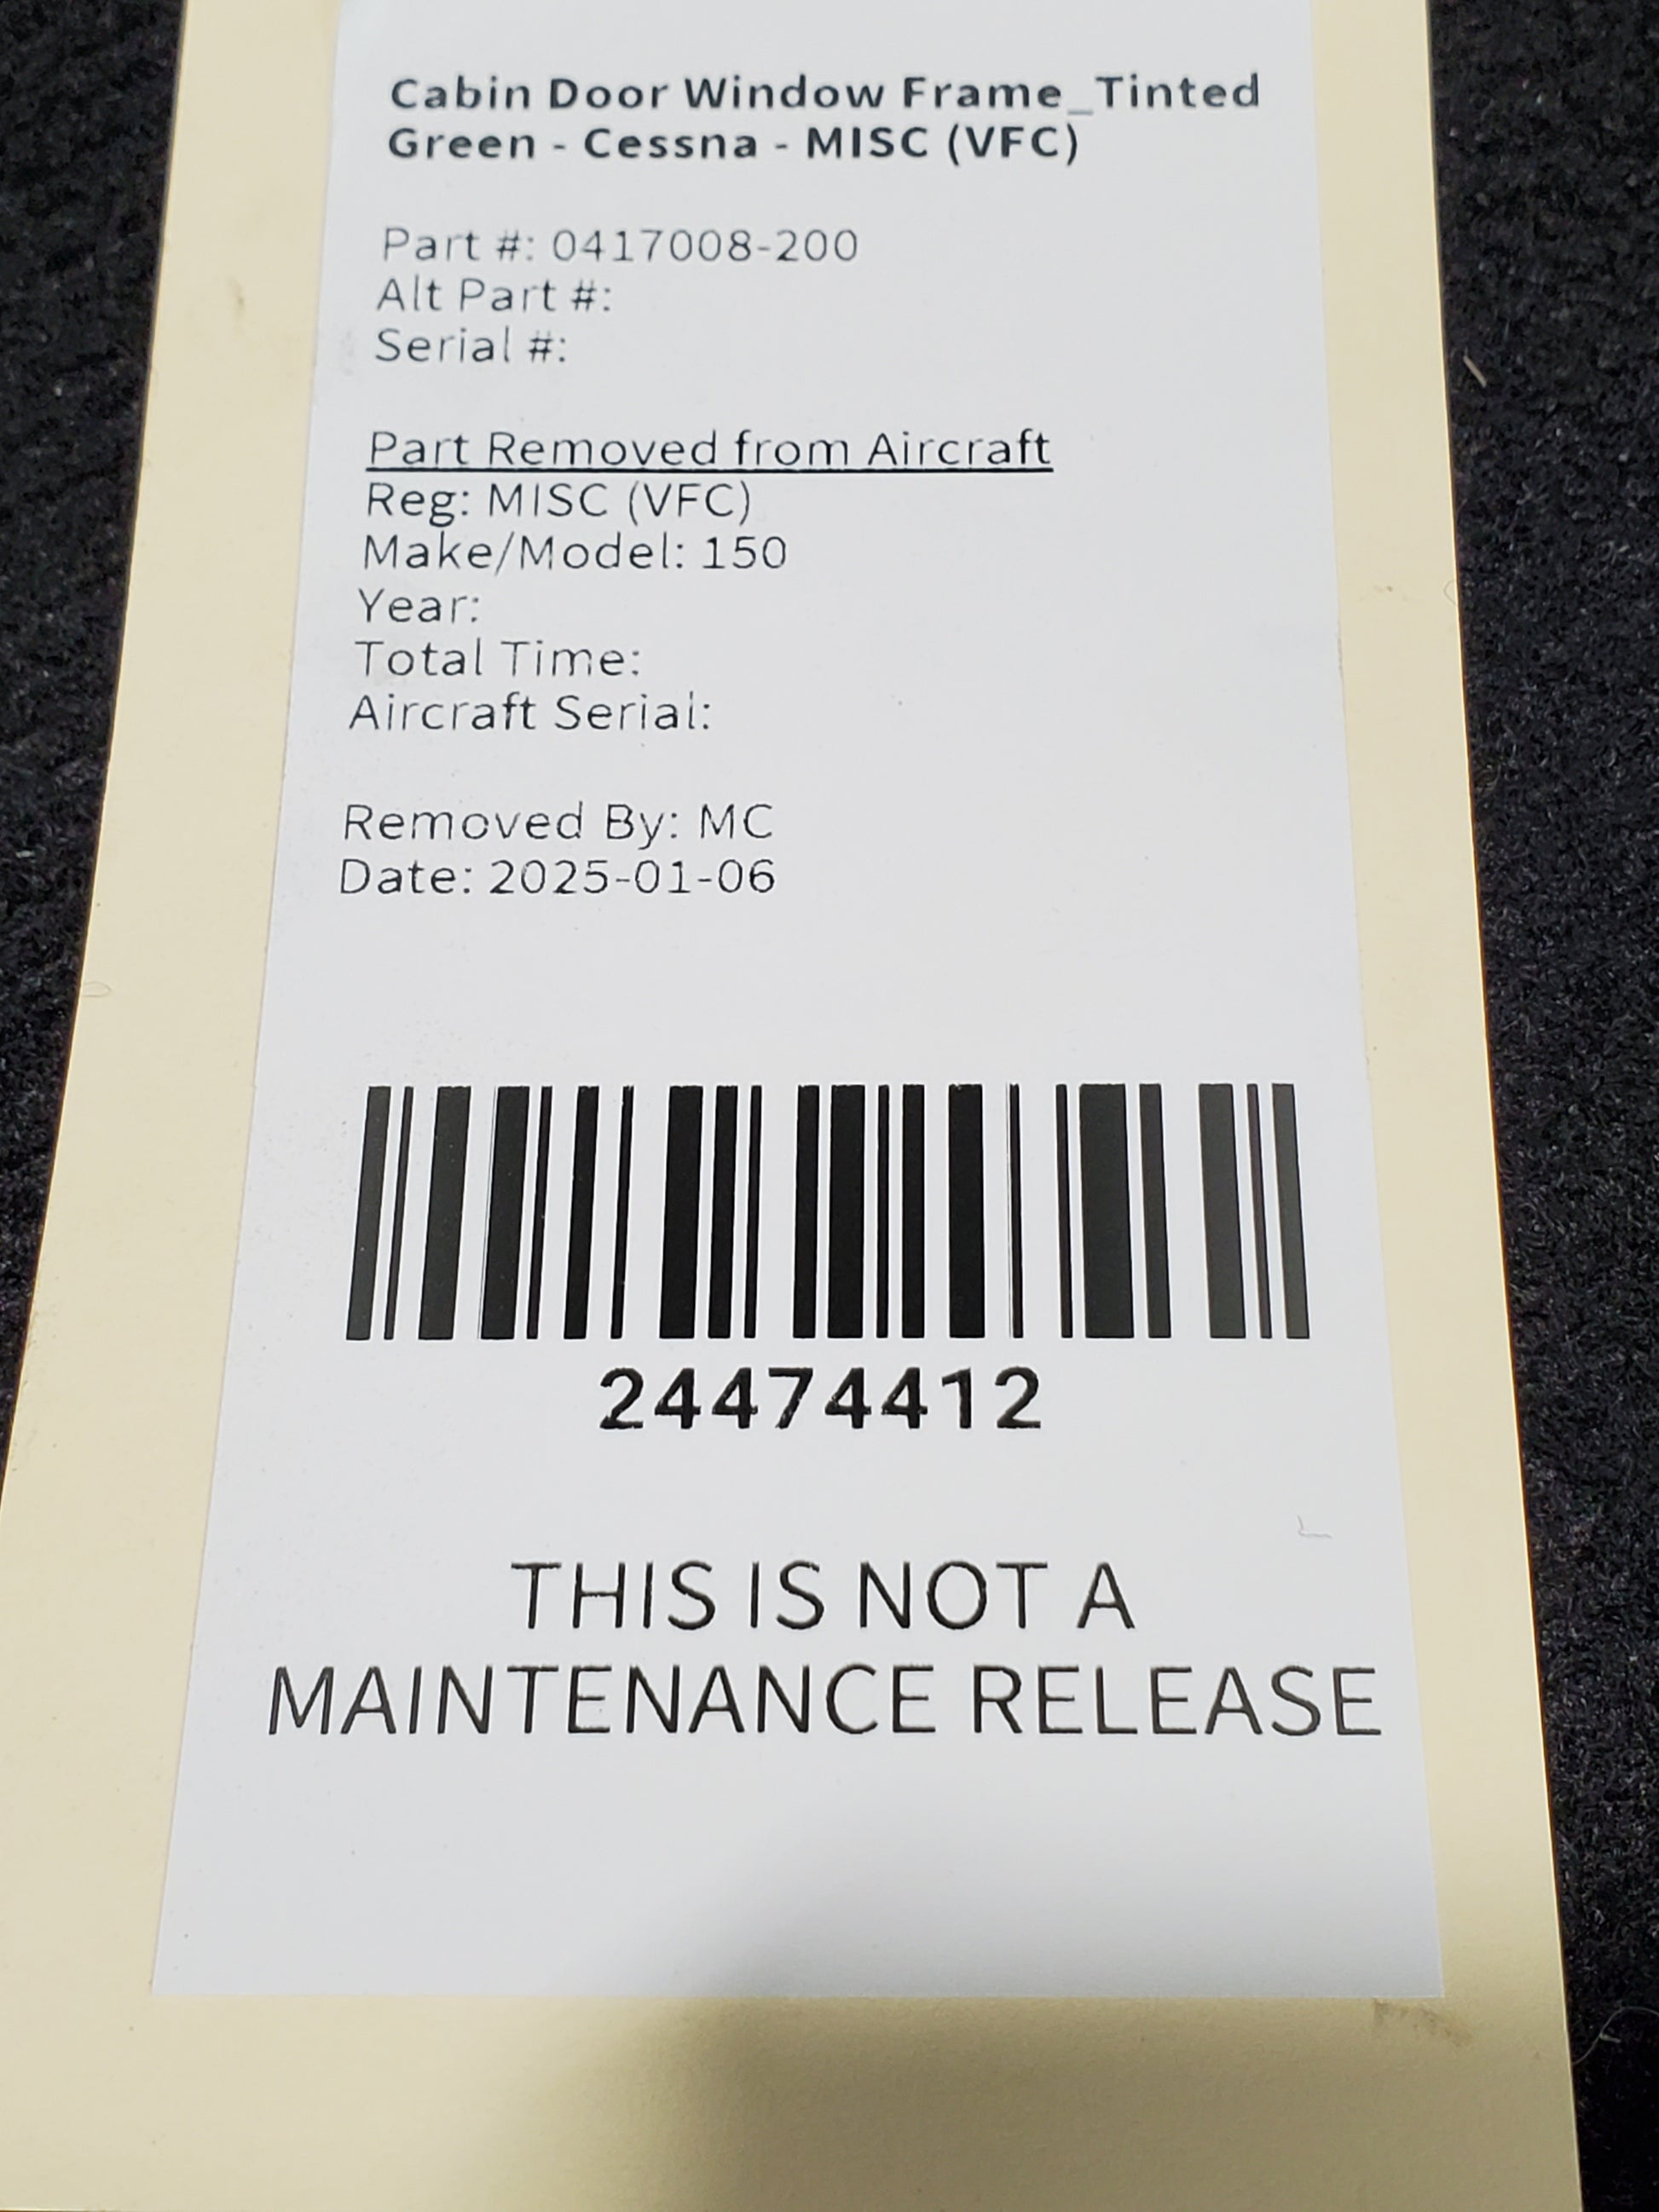 Cabin Door Window Frame_Tinted
Green - Cessna - MISC (VFC)
Part #: 0417008-200
Alt Part #:
Serial #:
Part Removed from Aircraft
Reg: MISC (VFC)
Make/Model: 150
Year:
Total Time:
Aircraft Serial:
Removed By: MC
Date: 2025-01-06
24474412
THIS IS NOT A
MAINTENANCE RELEASE